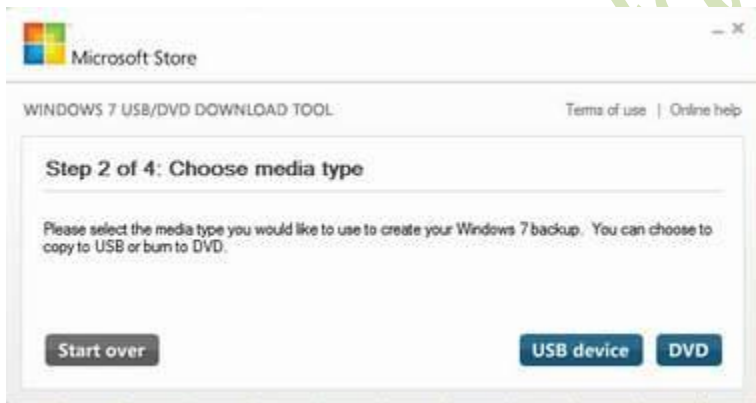 Microsoft Store
WINDOWS 7 USB/DVD DOWNLOAD TOOL
Terms of use | Online help
Step 2 of 4: Choose media type
Please select the media type you would like to use to create your Windows 7 backup. You can choose to
copy to USB or burn to DVD.
Start over
USB device
DVD